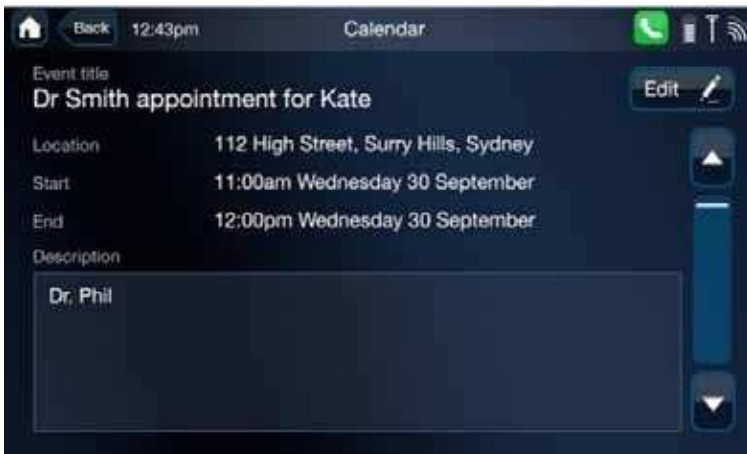 Back 12:43pm Calendar
Event title
Dr Smith appointment for Kate
Edit
Location 112 High Street, Surry Hills, Sydney
Start 11:00am Wednesday 30 September
End 12:00pm Wednesday 30 September
Description
Dr. Phil